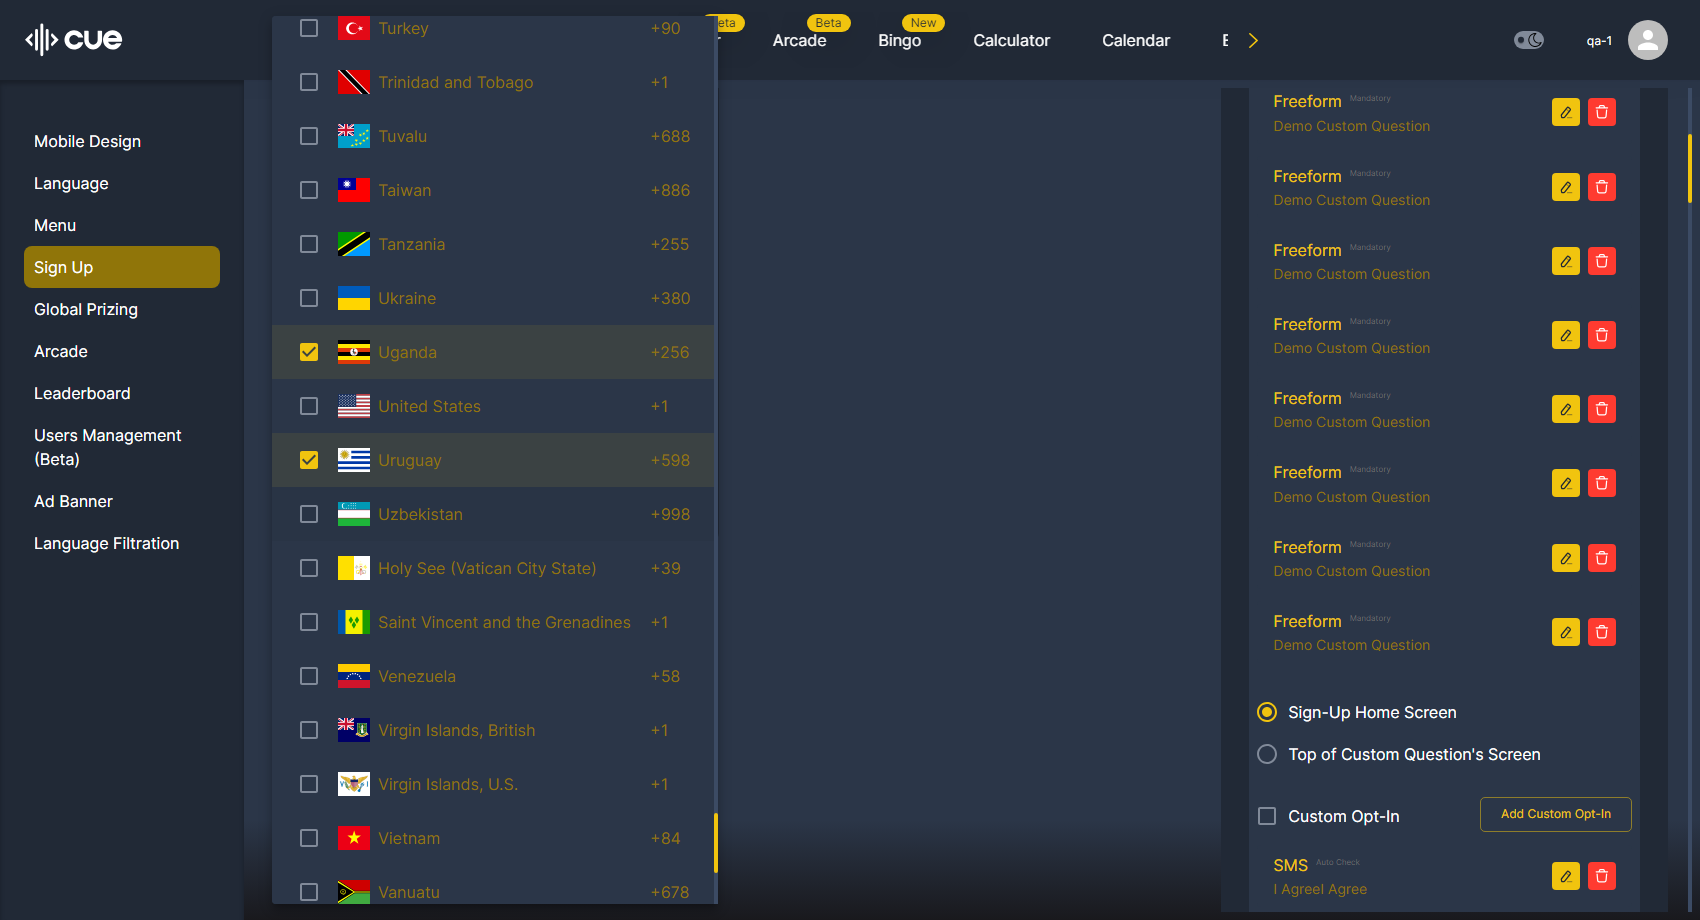 cue
Beta
Beta
New
Arcade
Bingo
Calculator
Calendar
qa-1
Mobile Design
Language
Menu
Sign Up
Global Prizing
Arcade
Leaderboard
Users Management
(Beta)
Ad Banner
Language Filtration
Turkey +90
Trinidad and Tobago +1
Tuvalu +688
Taiwan +886
Tanzania +255
Ukraine +380
Uganda +256
United States +1
Uruguay +598
Uzbekistan +998
Holy See (Vatican City State) +39
Saint Vincent and the Grenadines +1
Venezuela +58
Virgin Islands, British +1
Virgin Islands, U.S. +1
Vietnam +84
Vanuatu +678
Freeform Mandatory
Demo Custom Question
Freeform Mandatory
Demo Custom Question
Freeform Mandatory
Demo Custom Question
Freeform Mandatory
Demo Custom Question
Freeform Mandatory
Demo Custom Question
Freeform Mandatory
Demo Custom Question
Freeform Mandatory
Demo Custom Question
Freeform Mandatory
Demo Custom Question
Sign-Up Home Screen
Top of Custom Question's Screen
Custom Opt-In
Add Custom Opt-In
SMS Auto Check
I AgreeI Agree